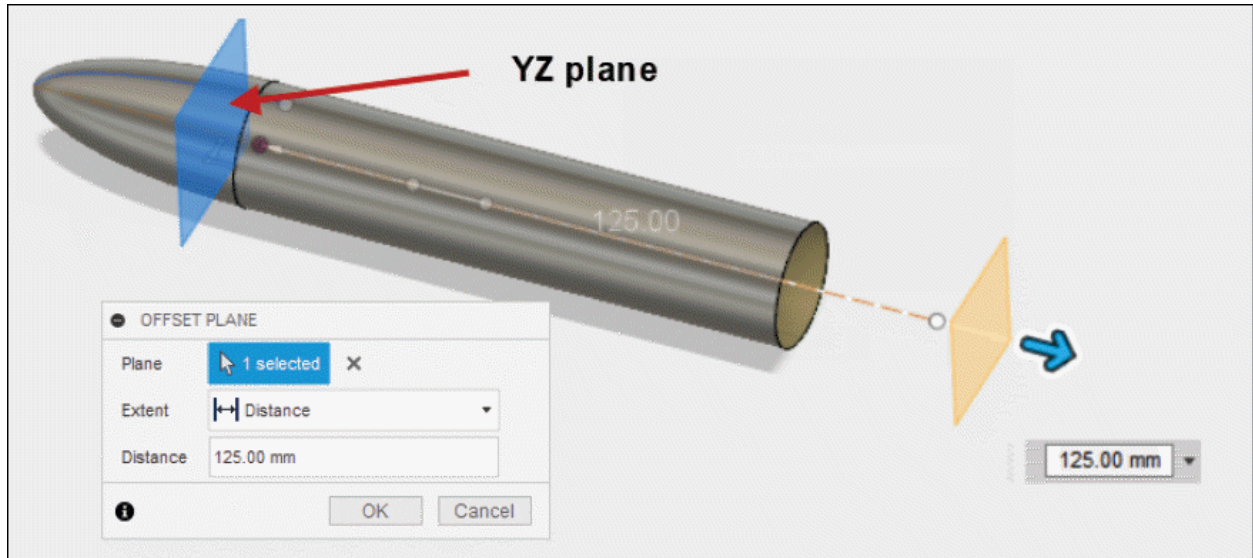 YZ plane
125.00
OFFSET PLANE
Plane
1 selected
Extent
Distance
Distance
125.00 mm
125.00 mm
OK
Cancel